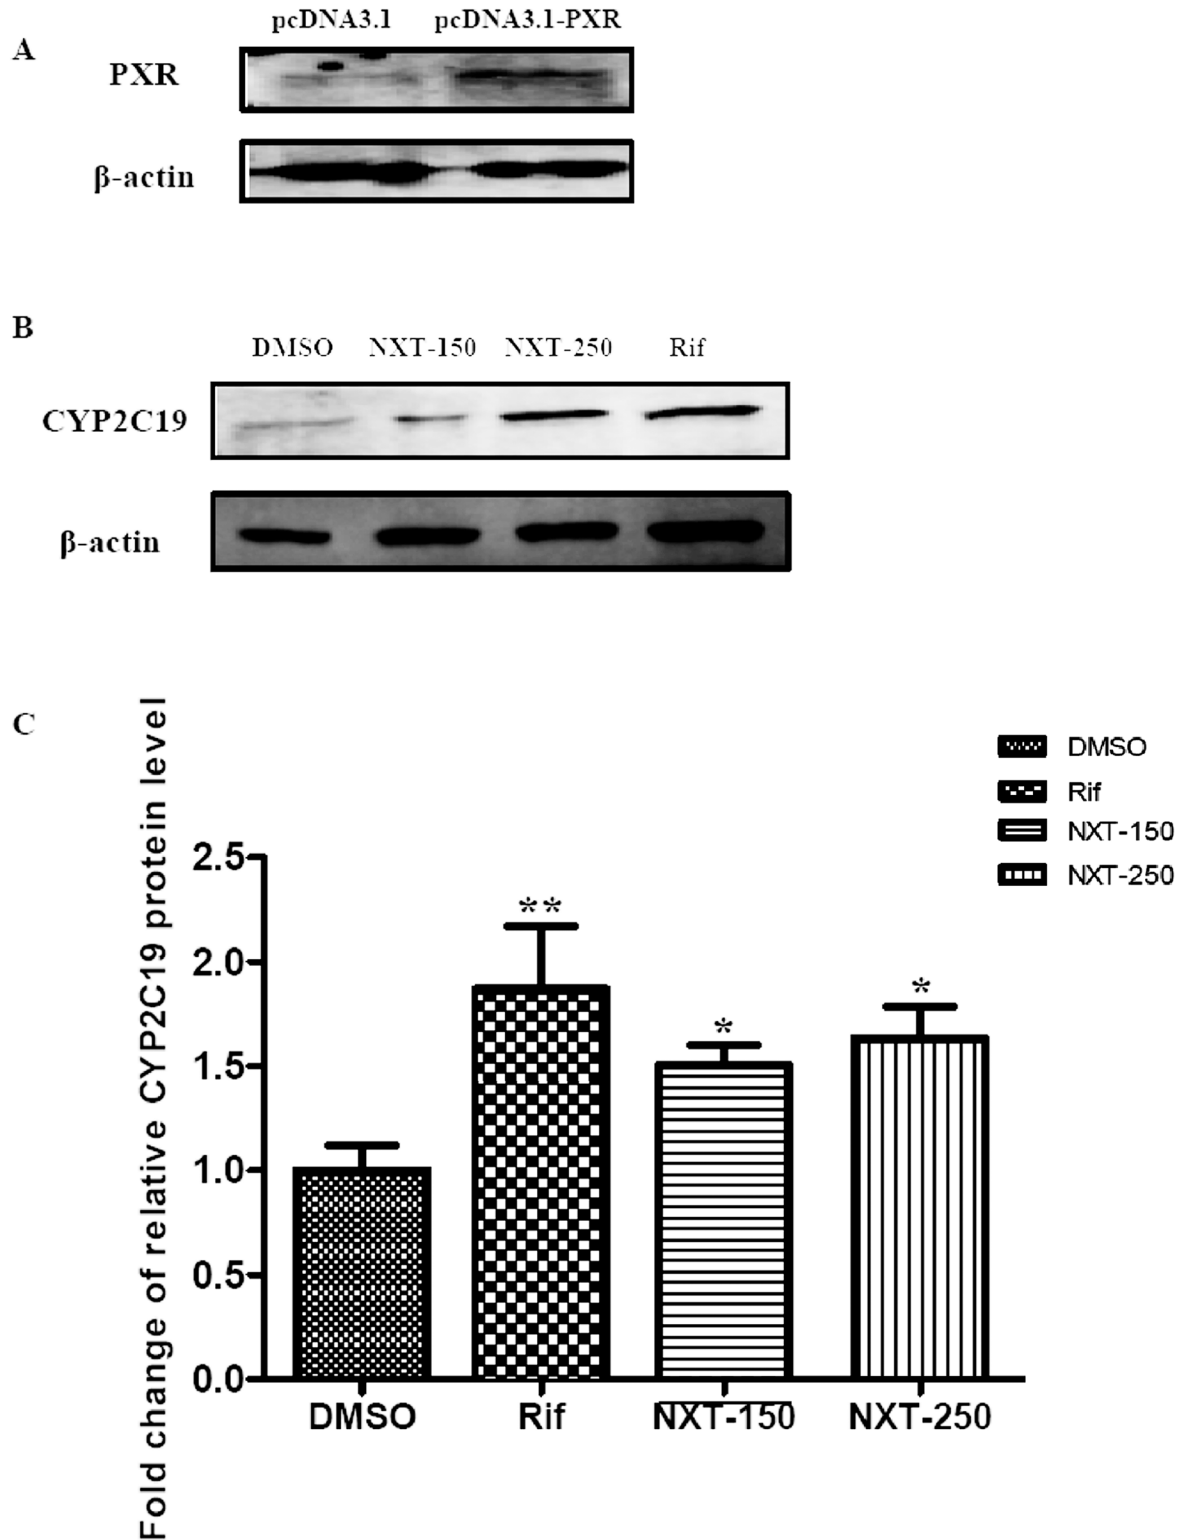 A
pcDNA3.1 pcDNA3.1-PXR
PXR
β-actin
B
DMSO NXT-150 NXT-250 Rif
CYP2C19
β-actin
C
Fold change of relative CYP2C19 protein level
DMSO
Rif
NXT-150
NXT-250
2.5
2.0
1.5
1.0
0.5
0.0
**
*
*
DMSO Rif NXT-150 NXT-250